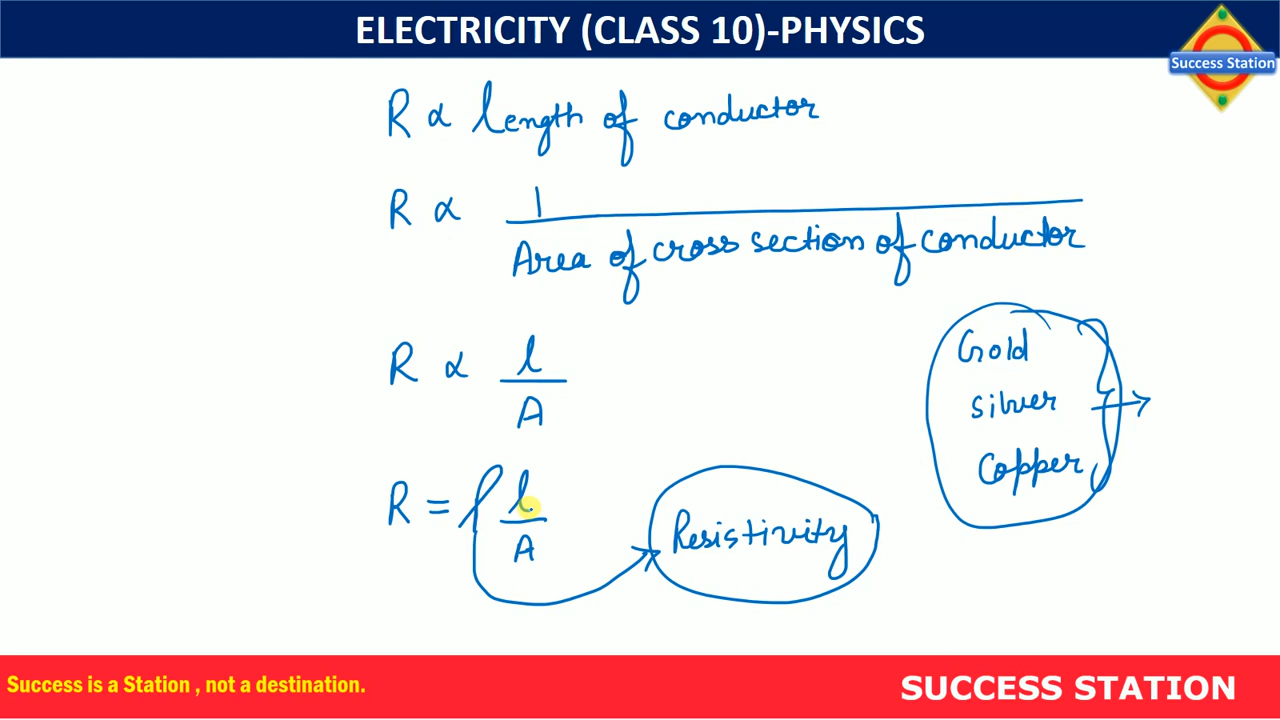 ELECTRICITY (CLASS 10)-PHYSICS
Success Station
R ∝ length of conductor
R ∝ 1
Area of cross section of conductor
R ∝ l
A
Gold
silver
copper
R = ρ l
A
Resistivity
Success is a Station , not a destination.
SUCCESS STATION